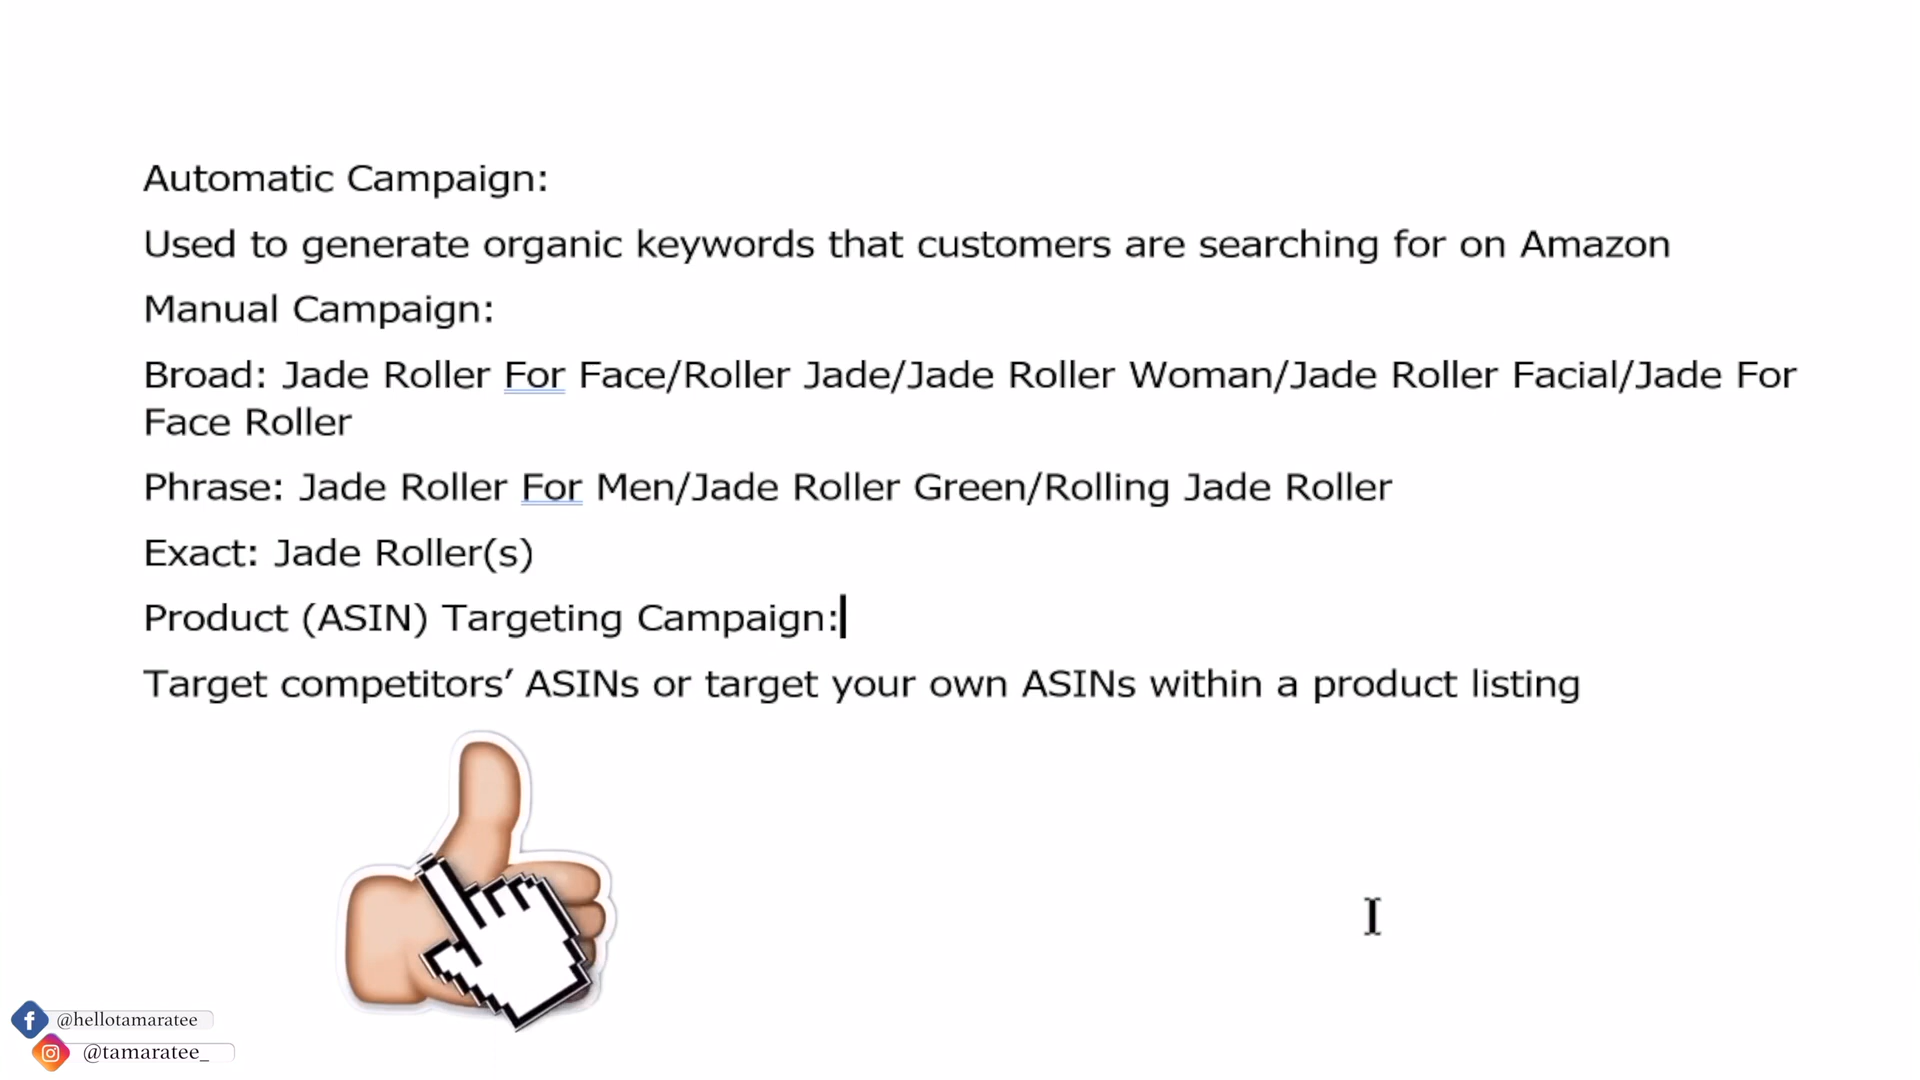 Automatic Campaign:
Used to generate organic keywords that customers are searching for on Amazon
Manual Campaign:
Broad: Jade Roller For Face/Roller Jade/Jade Roller Woman/Jade Roller Facial/Jade For
Face Roller
Phrase: Jade Roller For Men/Jade Roller Green/Rolling Jade Roller
Exact: Jade Roller(s)
Product (ASIN) Targeting Campaign:
Target competitors’ ASINs or target your own ASINs within a product listing
@hellotamaratee
@tamaratee_